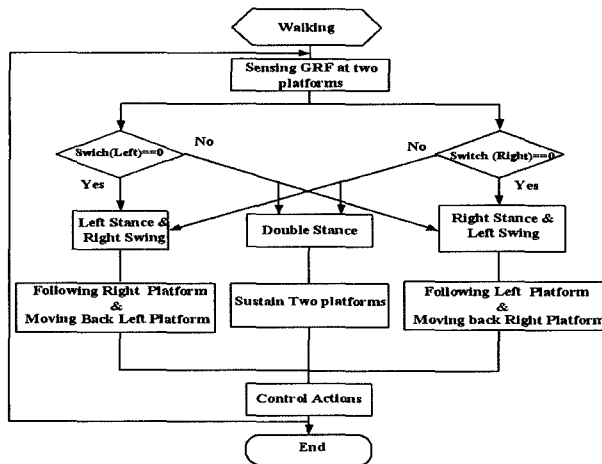 Walking
Sensing GRF at two
platforms
Swich(Left)==0
No
No
Switch (Right)==0
Yes
Yes
Left Stance &
Right Swing
Double Stance
Right Stance &
Left Swing
Following Right Platform
&
Moving Back Left Platform
Sustain Two platforms
Following Left Platform
&
Moving back Right Platform
Control Actions
End